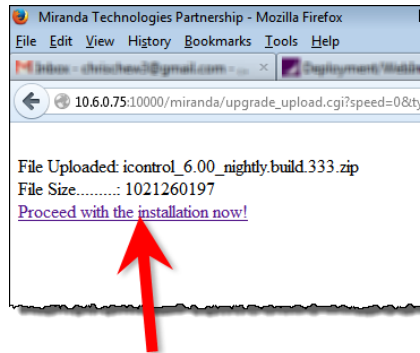 Miranda Technologies Partnership - Mozilla Firefox
File Edit View History Bookmarks Tools Help
10.6.0.75:10000/miranda/upgrade_upload.cgi?speed=0&ty
File Uploaded: icontrol_6.00_nightly.build.333.zip
File Size.........: 1021260197
Proceed with the installation now!